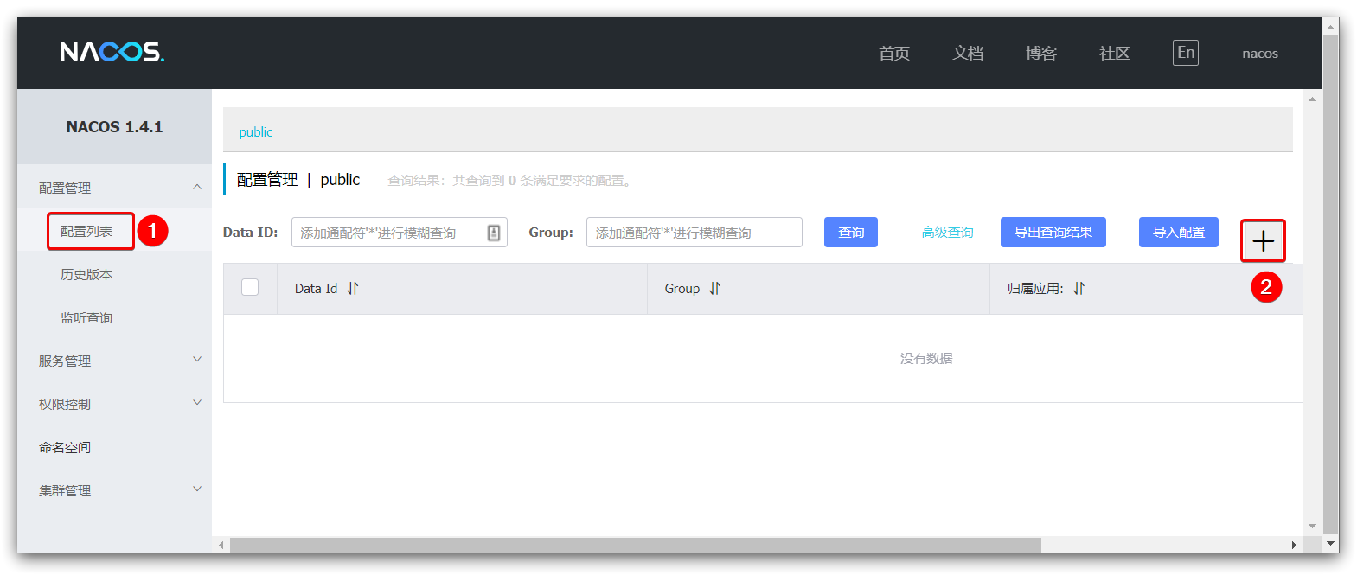 NACOS.
首页 文档 博客 社区 En nacos
NACOS 1.4.1
public
配置管理
配置管理 | public 查询结果：共查询到 0 条满足要求的配置。
配置列表 1
Data ID: 添加通配符'*'进行模糊查询 Group: 添加通配符'*'进行模糊查询 查询 高级查询 导出查询结果 导入配置 +
历史版本
Data Id Group 归属应用: 2
监听查询
服务管理
没有数据
权限控制
命名空间
集群管理